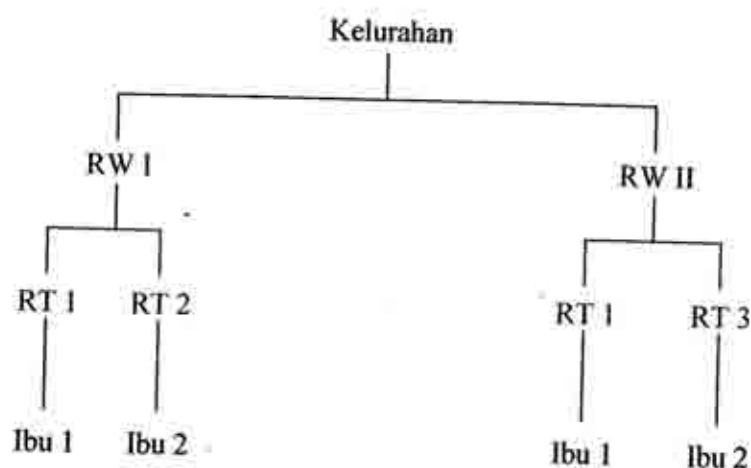 Kelurahan
RW I
RW II
RT 1
RT 2
RT 1
RT 3
Ibu 1
Ibu 2
Ibu 1
Ibu 2